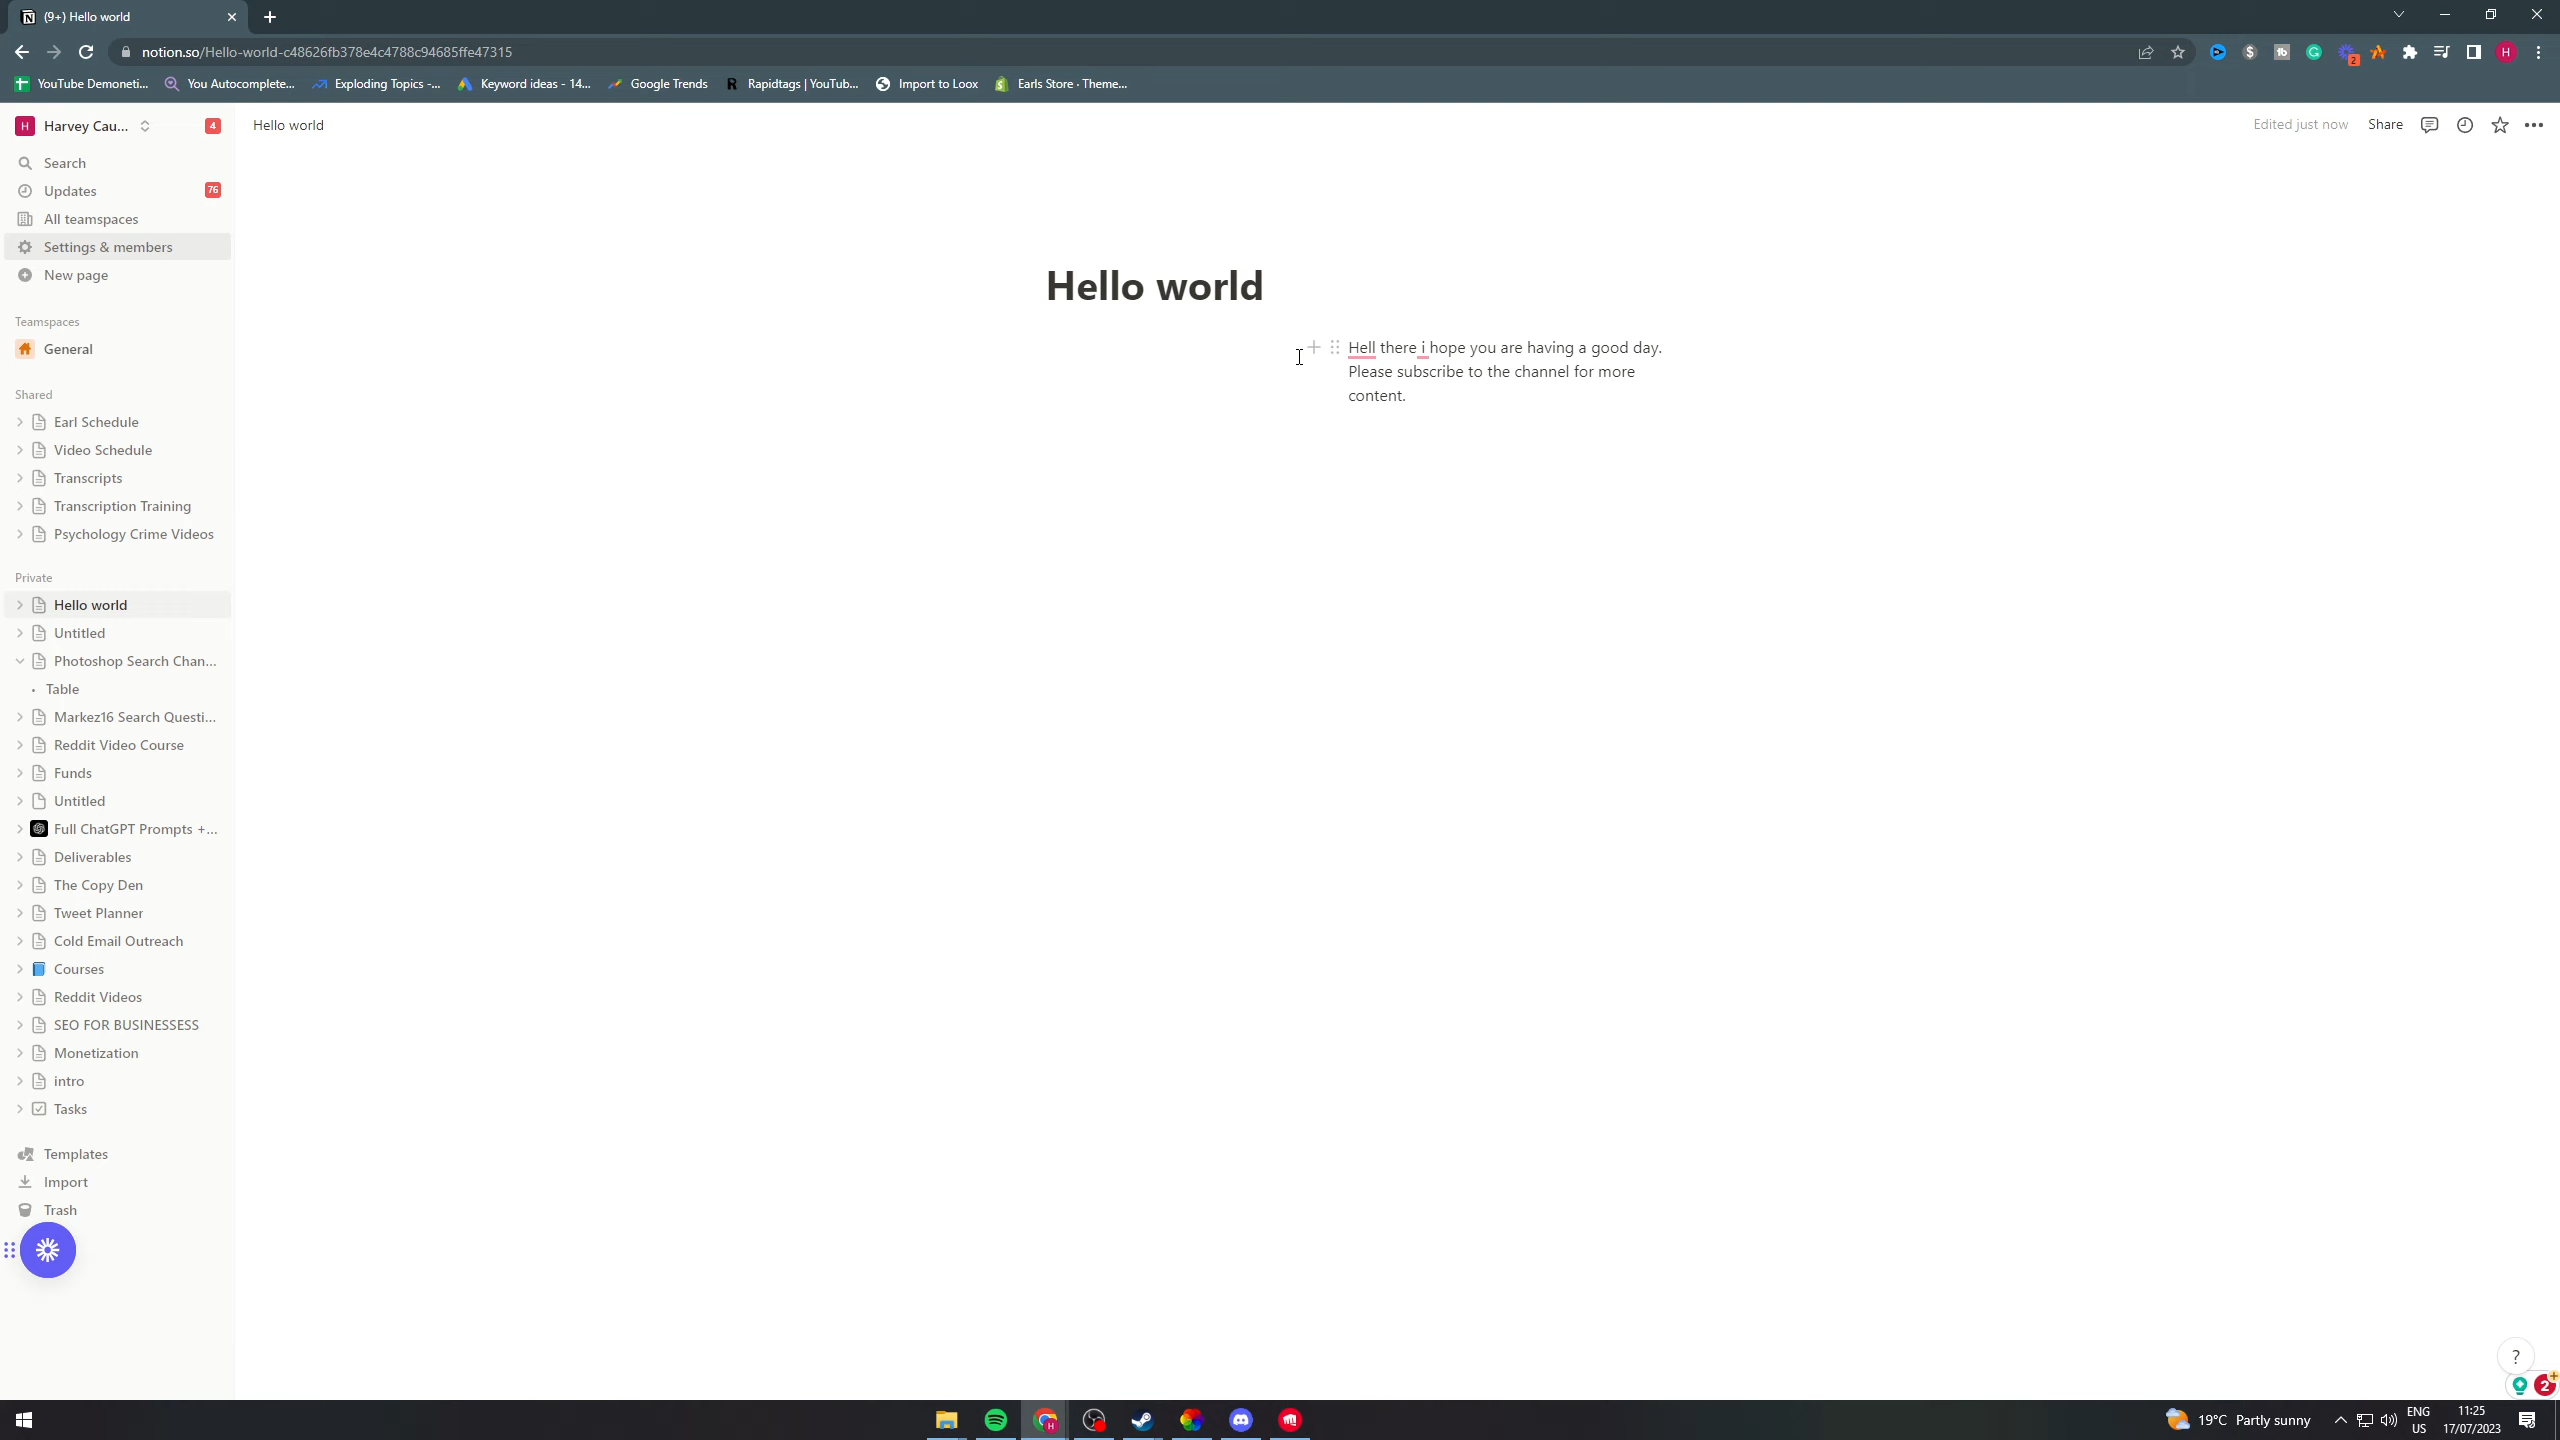 (9+) Hello world
notion.so/Hello-world-c48626fb378e4c4788c94685ffe47315
YouTube Demoneti...
You Autocomplete...
Exploding Topics -...
Keyword ideas - 14...
Google Trends
Rapidtags | YouTub...
Import to Loox
Earls Store · Theme...
2
H
H
Harvey Cau...
4
Hello world
Edited just now
Share
Search
Updates
76
All teamspaces
Settings & members
New page
Teamspaces
General
Shared
Earl Schedule
Video Schedule
Transcripts
Transcription Training
Psychology Crime Videos
Private
Hello world
Untitled
Photoshop Search Chan...
Table
Markez16 Search Questi...
Reddit Video Course
Funds
Untitled
Full ChatGPT Prompts +...
Deliverables
The Copy Den
Tweet Planner
Cold Email Outreach
Courses
Reddit Videos
SEO FOR BUSINESSESS
Monetization
intro
Tasks
Templates
Import
Trash
Hello world
Hell there i hope you are having a good day.
Please subscribe to the channel for more
content.
?
2
19°C Partly sunny
ENG
US
11:25
17/07/2023